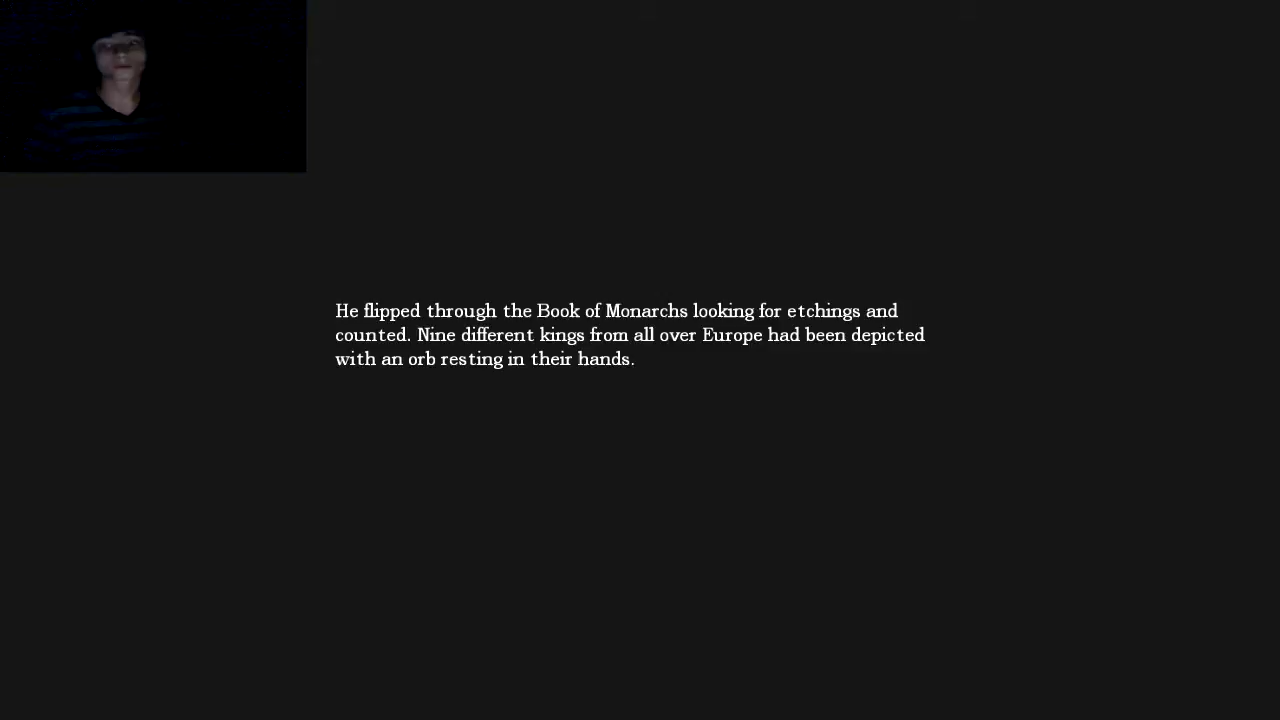 He flipped through the Book of Monarchs looking for etchings and
counted. Nine different kings from all over Europe had been depicted
with an orb resting in their hands.